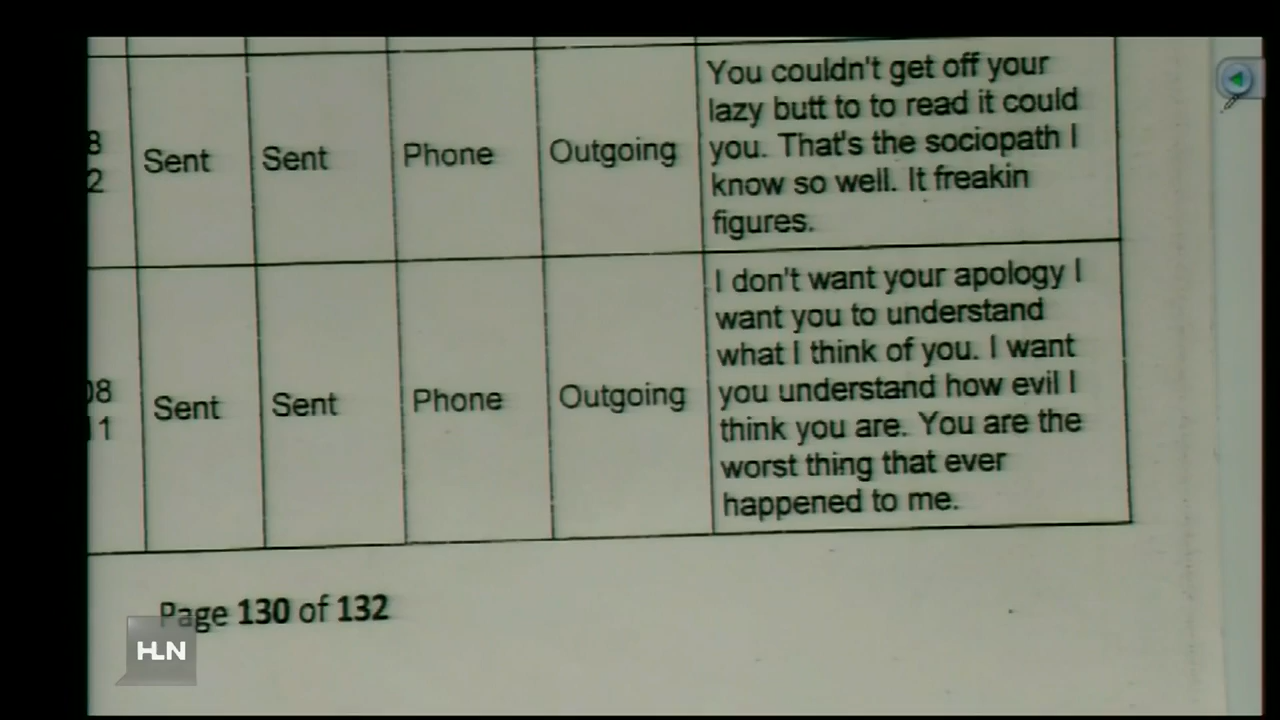 You couldn't get off your
lazy butt to to read it could
8 Sent Sent Phone Outgoing you. That's the sociopath I
2 know so well. It freakin
figures.
I don't want your apology I
want you to understand
what I think of you. I want
08 Sent Sent Phone Outgoing you understand how evil I
11 think you are. You are the
worst thing that ever
happened to me.
Page 130 of 132
HLN